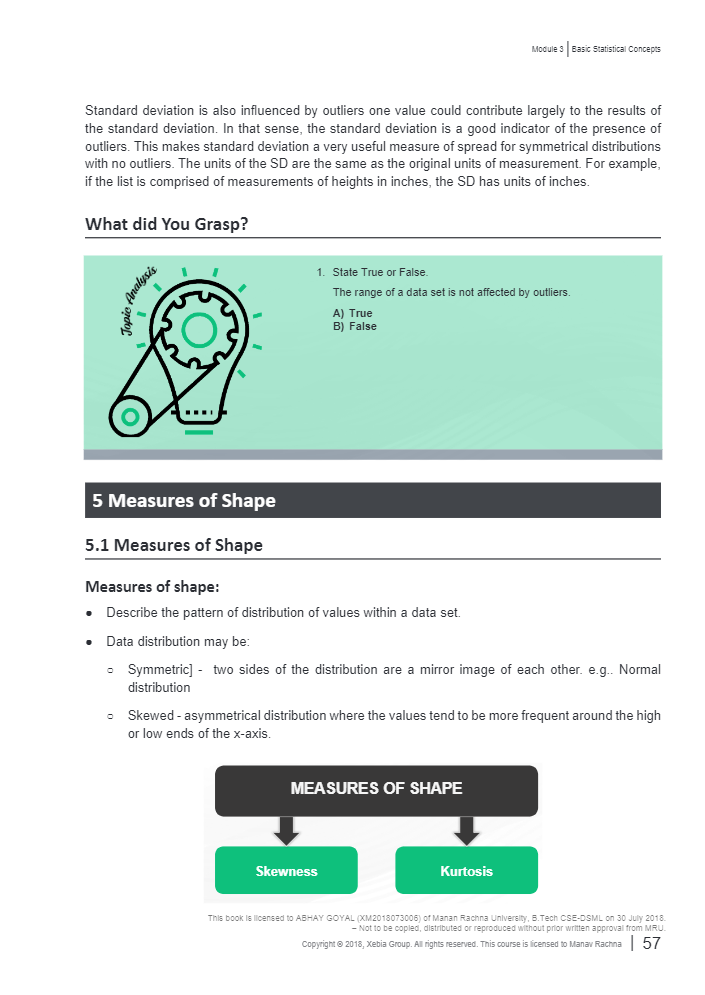 Module 3 | Basic Statistical Concepts
Standard deviation is also influenced by outliers one value could contribute largely to the results of
the standard deviation. In that sense, the standard deviation is a good indicator of the presence of
outliers. This makes standard deviation a very useful measure of spread for symmetrical distributions
with no outliers. The units of the SD are the same as the original units of measurement. For example,
if the list is comprised of measurements of heights in inches, the SD has units of inches.
What did You Grasp?
Topic Analysis
1. State True or False.
The range of a data set is not affected by outliers.
A) True
B) False
5 Measures of Shape
5.1 Measures of Shape
Measures of shape:
● Describe the pattern of distribution of values within a data set.
● Data distribution may be:
○ Symmetric] - two sides of the distribution are a mirror image of each other. e.g.. Normal
distribution
○ Skewed - asymmetrical distribution where the values tend to be more frequent around the high
or low ends of the x-axis.
MEASURES OF SHAPE
Skewness
Kurtosis
This book is licensed to ABHAY GOYAL (XM2018073006) of Manan Rachna University, B.Tech CSE-DSML on 30 July 2018.
– Not to be copied, distributed or reproduced without prior written approval from MRU.
Copyright © 2018, Xebia Group. All rights reserved. This course is licensed to Manav Rachna | 57